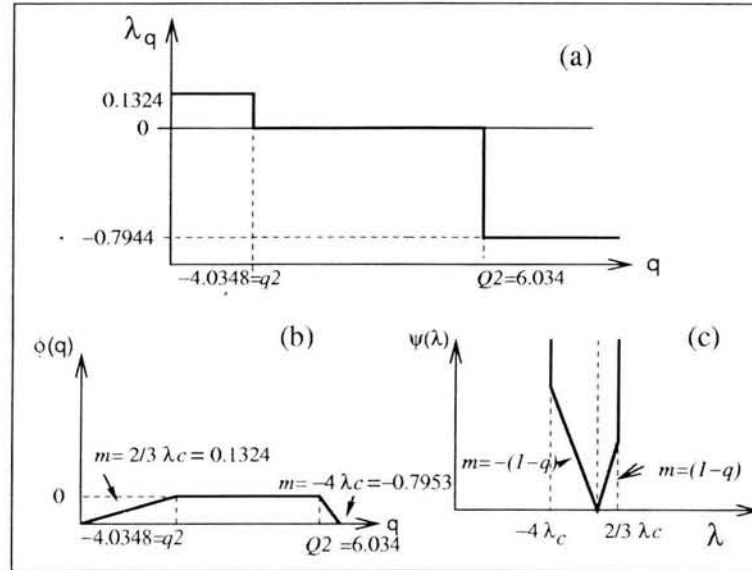 λq
(a)
0.1324
0
−0.7944
−4.0348=q2
Q2=6.034
q
(b)
ϕ(q)
m= 2/3 λc = 0.1324
m= −4 λc=−0.7953
0
−4.0348=q2
Q2=6.034
q
(c)
ψ(λ)
m= −(1−q)
m=(1−q)
−4 λc
2/3 λc
λ